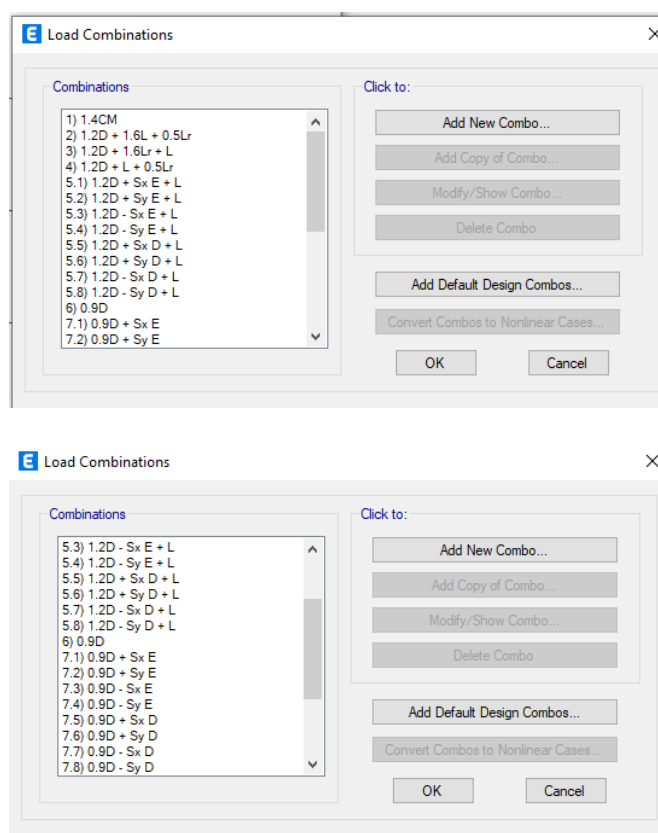 E Load Combinations
Combinations
1) 1.4CM
2) 1.2D + 1.6L + 0.5Lr
3) 1.2D + 1.6Lr + L
4) 1.2D + L + 0.5Lr
5.1) 1.2D + Sx E + L
5.2) 1.2D + Sy E + L
5.3) 1.2D - Sx E + L
5.4) 1.2D - Sy E + L
5.5) 1.2D + Sx D + L
5.6) 1.2D + Sy D + L
5.7) 1.2D - Sx D + L
5.8) 1.2D - Sy D + L
6) 0.9D
7.1) 0.9D + Sx E
7.2) 0.9D + Sy E
Click to:
Add New Combo...
Add Copy of Combo...
Modify/Show Combo...
Delete Combo
Add Default Design Combos...
Convert Combos to Nonlinear Cases...
OK
Cancel
E Load Combinations
Combinations
5.3) 1.2D - Sx E + L
5.4) 1.2D - Sy E + L
5.5) 1.2D + Sx D + L
5.6) 1.2D + Sy D + L
5.7) 1.2D - Sx D + L
5.8) 1.2D - Sy D + L
6) 0.9D
7.1) 0.9D + Sx E
7.2) 0.9D + Sy E
7.3) 0.9D - Sx E
7.4) 0.9D - Sy E
7.5) 0.9D + Sx D
7.6) 0.9D + Sy D
7.7) 0.9D - Sx D
7.8) 0.9D - Sy D
Click to:
Add New Combo...
Add Copy of Combo...
Modify/Show Combo...
Delete Combo
Add Default Design Combos...
Convert Combos to Nonlinear Cases...
OK
Cancel